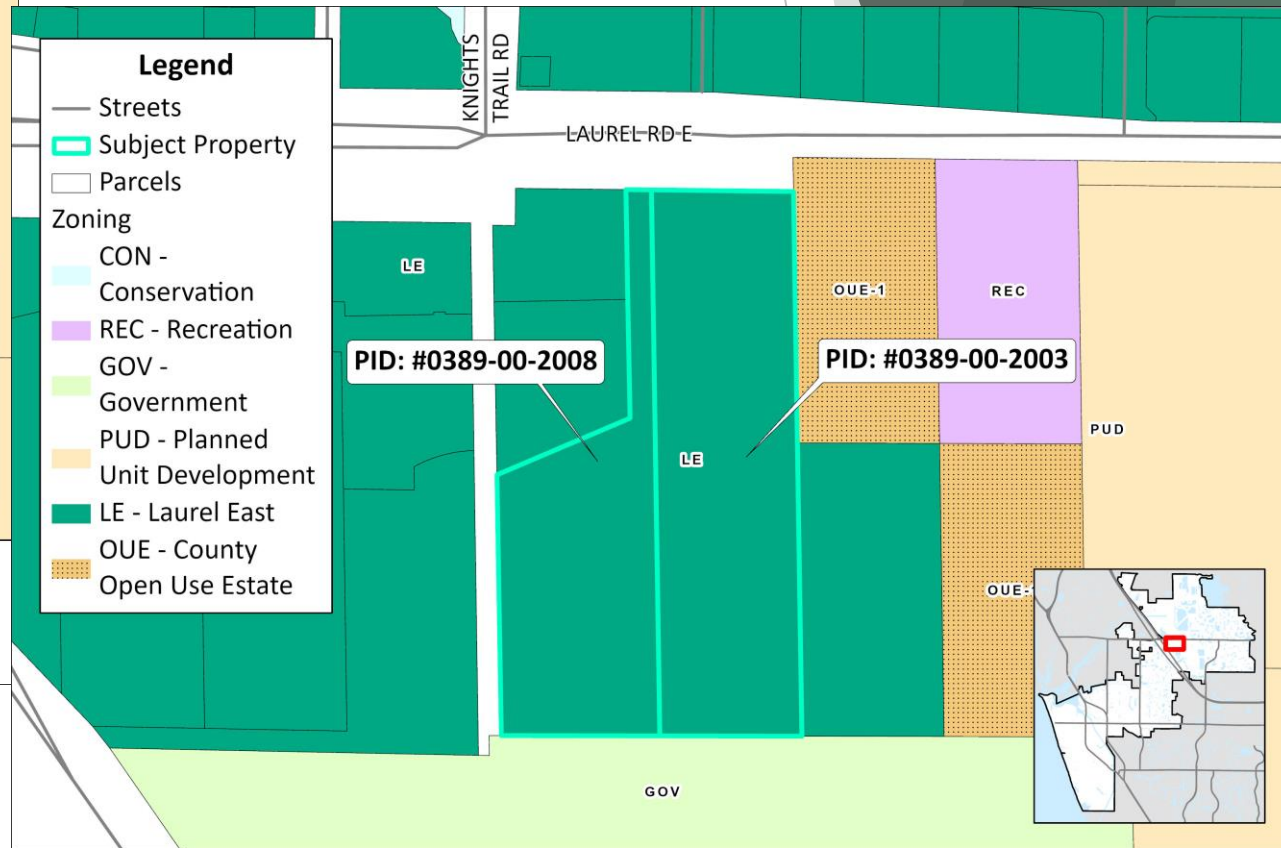 Legend
Streets
Subject Property
Parcels
Zoning
CON -
Conservation
REC - Recreation
GOV -
Government
PUD - Planned
Unit Development
LE - Laurel East
OUE - County
Open Use Estate
KNIGHTS
TRAIL RD
LAUREL RD E
LE
OUE-1
REC
PID: #0389-00-2008
PID: #0389-00-2003
PUD
LE
OUE-
GOV